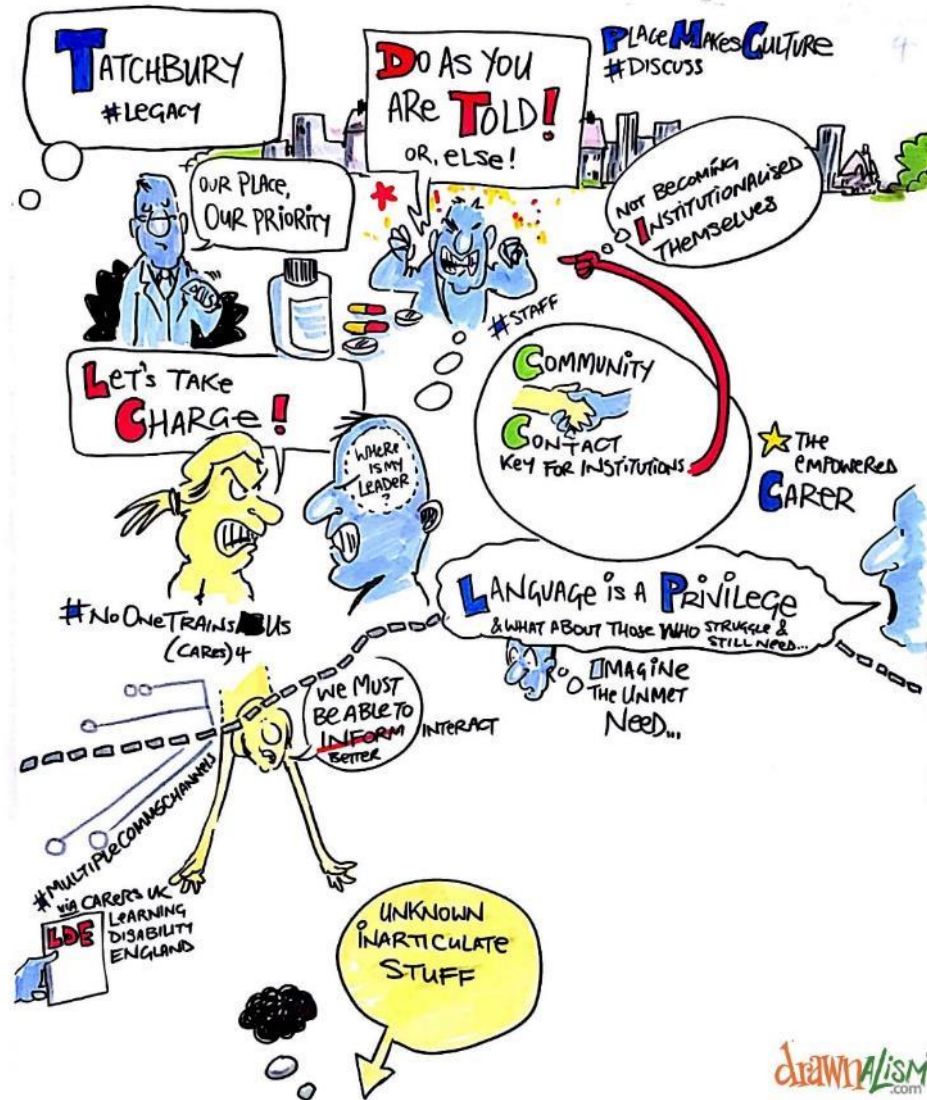 TATCHBURY
#LEGACY
DO AS YOU
ARE TOLD!
OR, ELSE!
PLACE MAKES CULTURE
#DISCUSS
OUR PLACE,
OUR PRIORITY
PILLS
NOT BECOMING
INSTITUTIONALISED
THEMSELVES
#STAFF
LET'S TAKE
CHARGE!
WHERE
IS MY
LEADER
?
COMMUNITY
CONTACT
KEY FOR INSTITUTIONS
THE
EMPOWERED
CARER
#NOONETRAINSUS
(CARERS) 4
LANGUAGE IS A PRIVILEGE
& WHAT ABOUT THOSE WHO STRUGGLE &
STILL NEED...
IMAGINE
THE UNMET
NEED...
WE MUST
BE ABLE TO
INFORM INTERACT
BETTER
#MULTIPLECOMMSCHANNELS
VIA CARERS UK
LEARNING
DISABILITY
ENGLAND
LDE
UNKNOWN
INARTICULATE
STUFF
drawnalism
.com